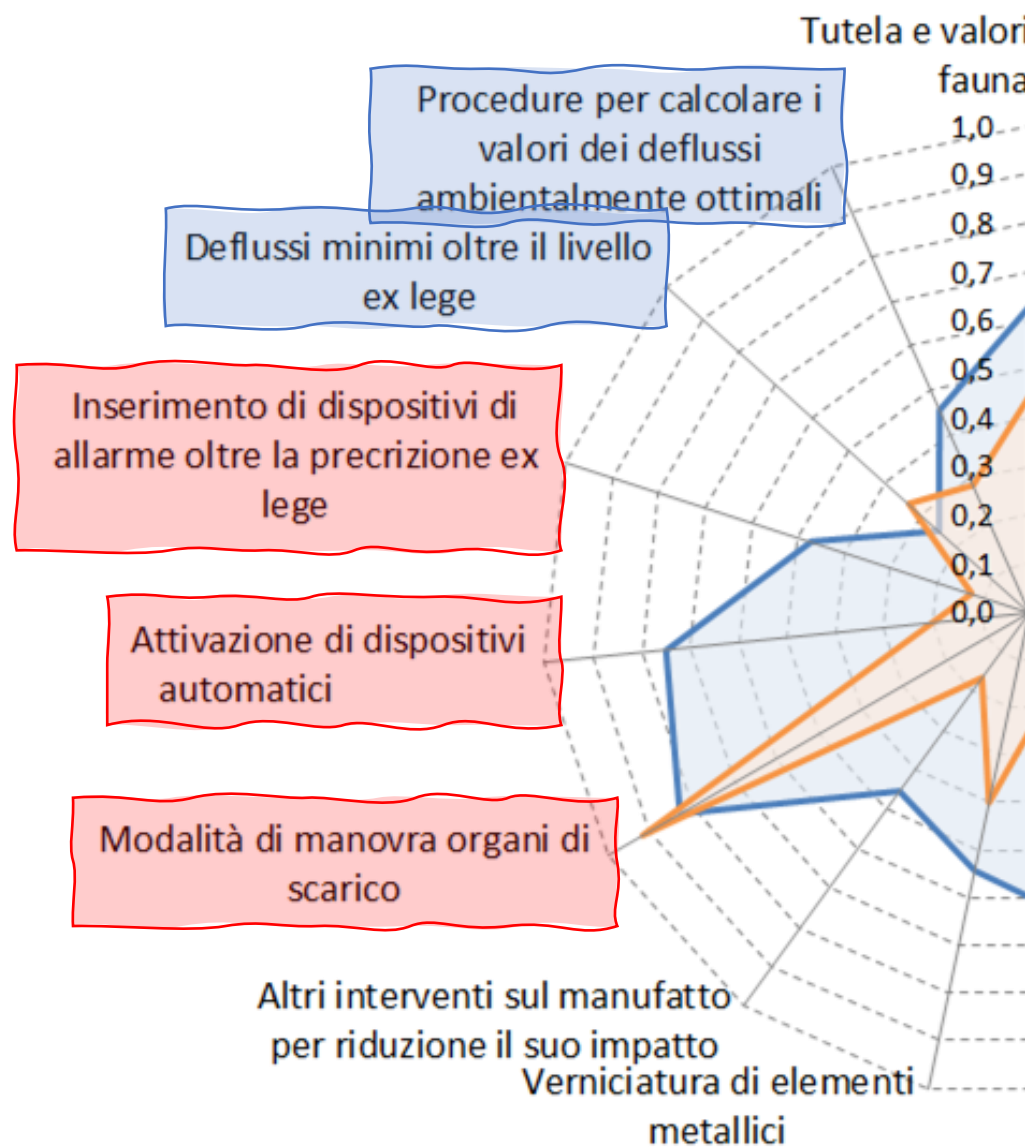 Tutela e valori
fauna
Procedure per calcolare i
valori dei deflussi
ambientalmente ottimali
Deflussi minimi oltre il livello
ex lege
Inserimento di dispositivi di
allarme oltre la precrizione ex
lege
Attivazione di dispositivi
automatici
Modalità di manovra organi di
scarico
Altri interventi sul manufatto
per riduzione il suo impatto
Verniciatura di elementi
metallici
1,0
0,9
0,8
0,7
0,6
0,5
0,4
0,3
0,2
0,1
0,0